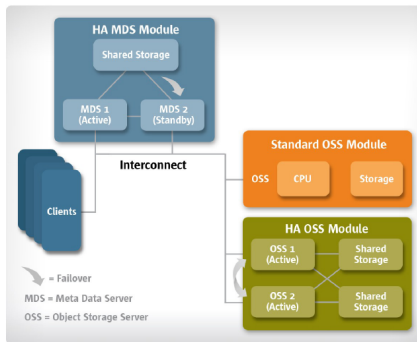 HA MDS Module
Shared Storage
MDS 1
(Active)
MDS 2
(Standby)
Interconnect
Clients
Standard OSS Module
OSS
CPU
Storage
HA OSS Module
OSS 1
(Active)
Shared
Storage
OSS 2
(Active)
Shared
Storage
= Failover
MDS = Meta Data Server
OSS = Object Storage Server